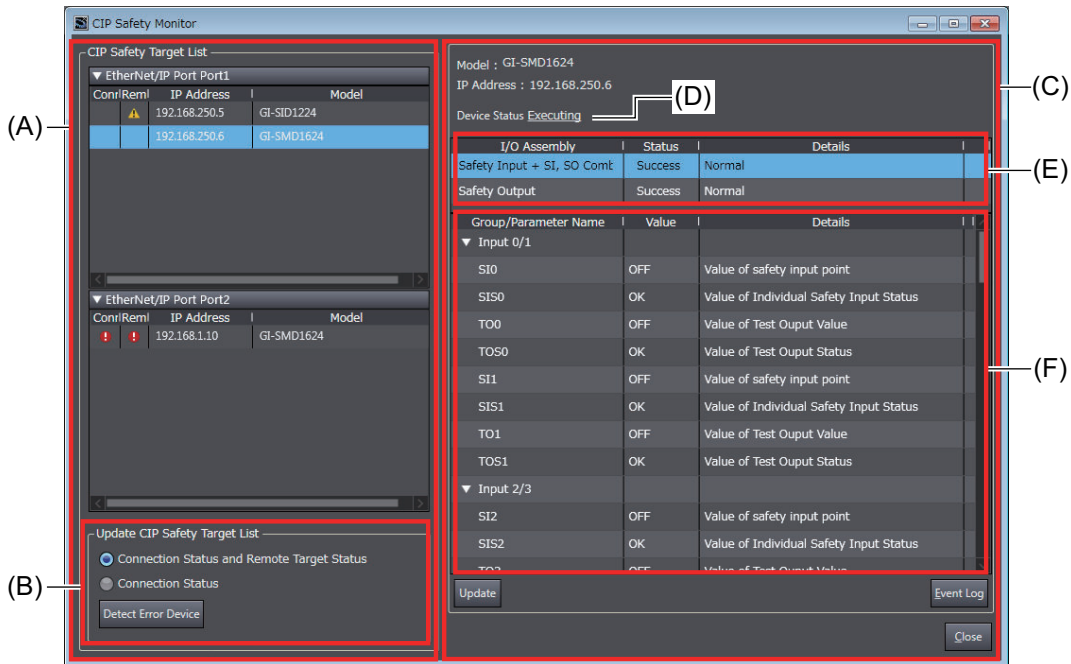 CIP Safety Monitor
(A)
CIP Safety Target List
▼ EtherNet/IP Port Port1
Conn Rem IP Address Model
192.168.250.5 GI-SID1224
192.168.250.6 GI-SMD1624
▼ EtherNet/IP Port Port2
Conn Rem IP Address Model
192.168.1.10 GI-SMD1624
(B)
Update CIP Safety Target List
Connection Status and Remote Target Status
Connection Status
Detect Error Device
(C)
Model : GI-SMD1624
IP Address : 192.168.250.6
(D)
Device Status Executing
(E)
I/O Assembly Status Details
Safety Input + SI, SO Comb Success Normal
Safety Output Success Normal
(F)
Group/Parameter Name Value Details
▼ Input 0/1
SI0 OFF Value of safety input point
SIS0 OK Value of Individual Safety Input Status
TO0 OFF Value of Test Ouput Value
TOS0 OK Value of Test Ouput Status
SI1 OFF Value of safety input point
SIS1 OK Value of Individual Safety Input Status
TO1 OFF Value of Test Ouput Value
TOS1 OK Value of Test Ouput Status
▼ Input 2/3
SI2 OFF Value of safety input point
SIS2 OK Value of Individual Safety Input Status
TO2 OFF Value of Test Ouput Value
Update
Event Log
Close